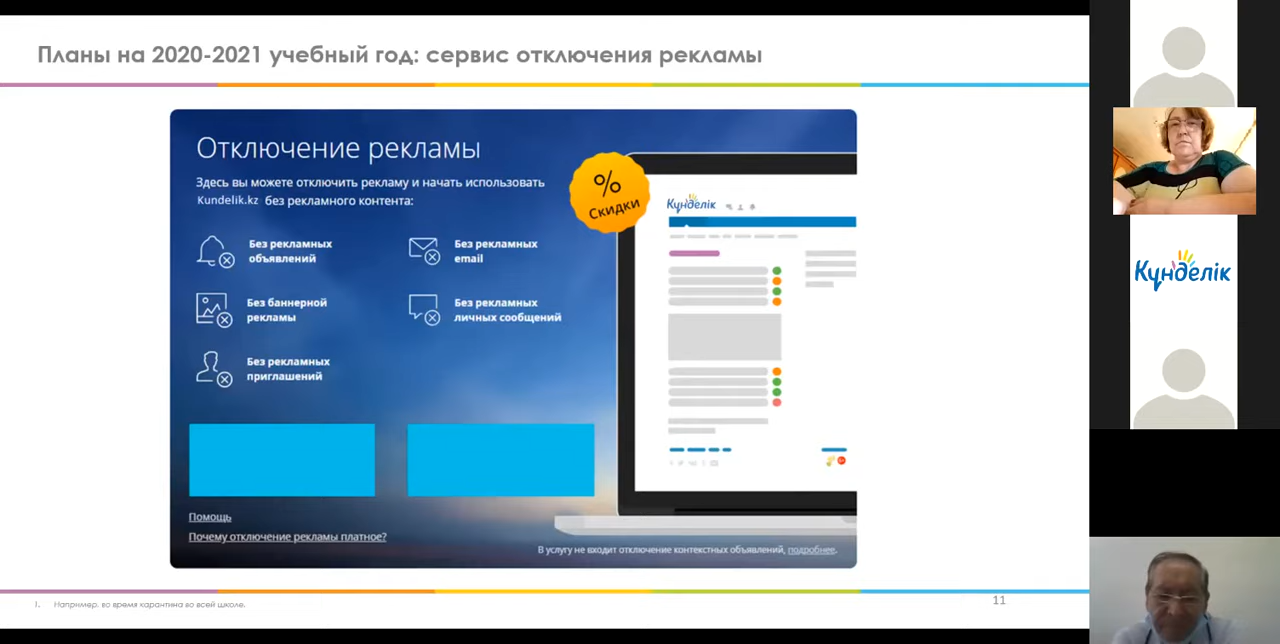 Планы на 2020-2021 учебный год: сервис отключения рекламы
Отключение рекламы
Здесь вы можете отключить рекламу и начать использовать
Kundelik.kz без рекламного контента:
%
Скидки
Без рекламных
объявлений
Без рекламных
email
Без баннерной
рекламы
Без рекламных
личных сообщений
Без рекламных
приглашений
Помощь
Почему отключение рекламы платное?
В услугу не входит отключение контекстных объявлений, подробнее.
Күнделік
1. Например, во время карантина во всей школе.
11
Күнделік